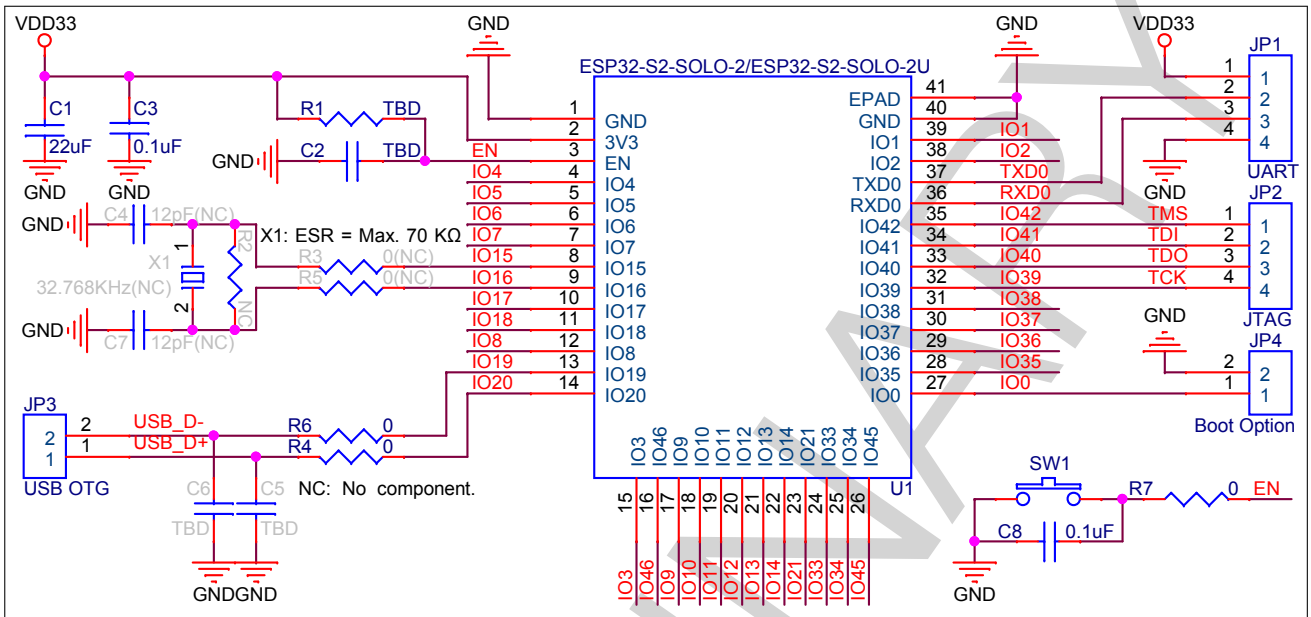 VDD33
GND
GND
VDD33
JP1
ESP32-S2-SOLO-2/ESP32-S2-SOLO-2U
C1
22uF
GND
C3
0.1uF
GND
R1 TBD
GND C2 TBD
EN
IO4
IO5
IO6
IO7
IO15
IO16
IO17
IO18
IO8
IO19
IO20
1
2
3
4
5
6
7
8
9
10
11
12
13
14
GND
3V3
EN
IO4
IO5
IO6
IO7
IO15
IO16
IO17
IO18
IO8
IO19
IO20
EPAD
GND
IO1
IO2
TXD0
RXD0
IO42
IO41
IO40
IO39
IO38
IO37
IO36
IO35
IO0
41
40
39
38
37
36
35
34
33
32
31
30
29
28
27
IO1
IO2
TXD0
RXD0
IO42
IO41
IO40
IO39
IO38
IO37
IO36
IO35
IO0
1 1
2 2
3 3
4 4
GND
UART
JP2
TMS 1 1
TDI 2 2
TDO 3 3
TCK 4 4
JTAG
GND
JP4
2 2
1 1
Boot Option
GND C4 12pF(NC)
1
X1
32.768KHz(NC)
2
R2
NC
GND C7 12pF(NC)
X1: ESR = Max. 70 KΩ
R3 0(NC)
R5 0(NC)
JP3
2 2 USB_D- R6 0
1 1 USB_D+ R4 0
USB OTG
C6
TBD
C5
TBD
GND GND
NC: No component.
IO3
IO46
IO9
IO10
IO11
IO12
IO13
IO14
IO21
IO33
IO34
IO45
U1
15
16
17
18
19
20
21
22
23
24
25
26
IO3
IO46
IO9
IO10
IO11
IO12
IO13
IO14
IO21
IO33
IO34
IO45
SW1
R7 0 EN
C8 0.1uF
GND